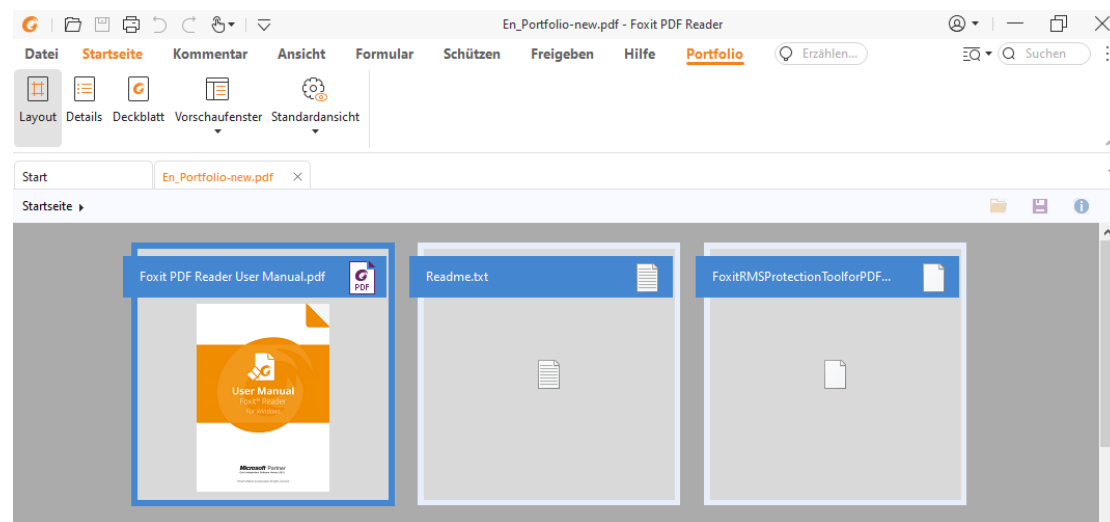 En_Portfolio-new.pdf - Foxit PDF Reader
Datei Startseite Kommentar Ansicht Formular Schützen Freigeben Hilfe Portfolio Erzählen... Suchen
Layout Details Deckblatt Vorschaufenster Standardansicht
Start En_Portfolio-new.pdf
Startseite
Foxit PDF Reader User Manual.pdf PDF Readme.txt FoxitRMSProtectionToolforPDF...
User Manual
Foxit® Reader
For Windows
Microsoft Partner